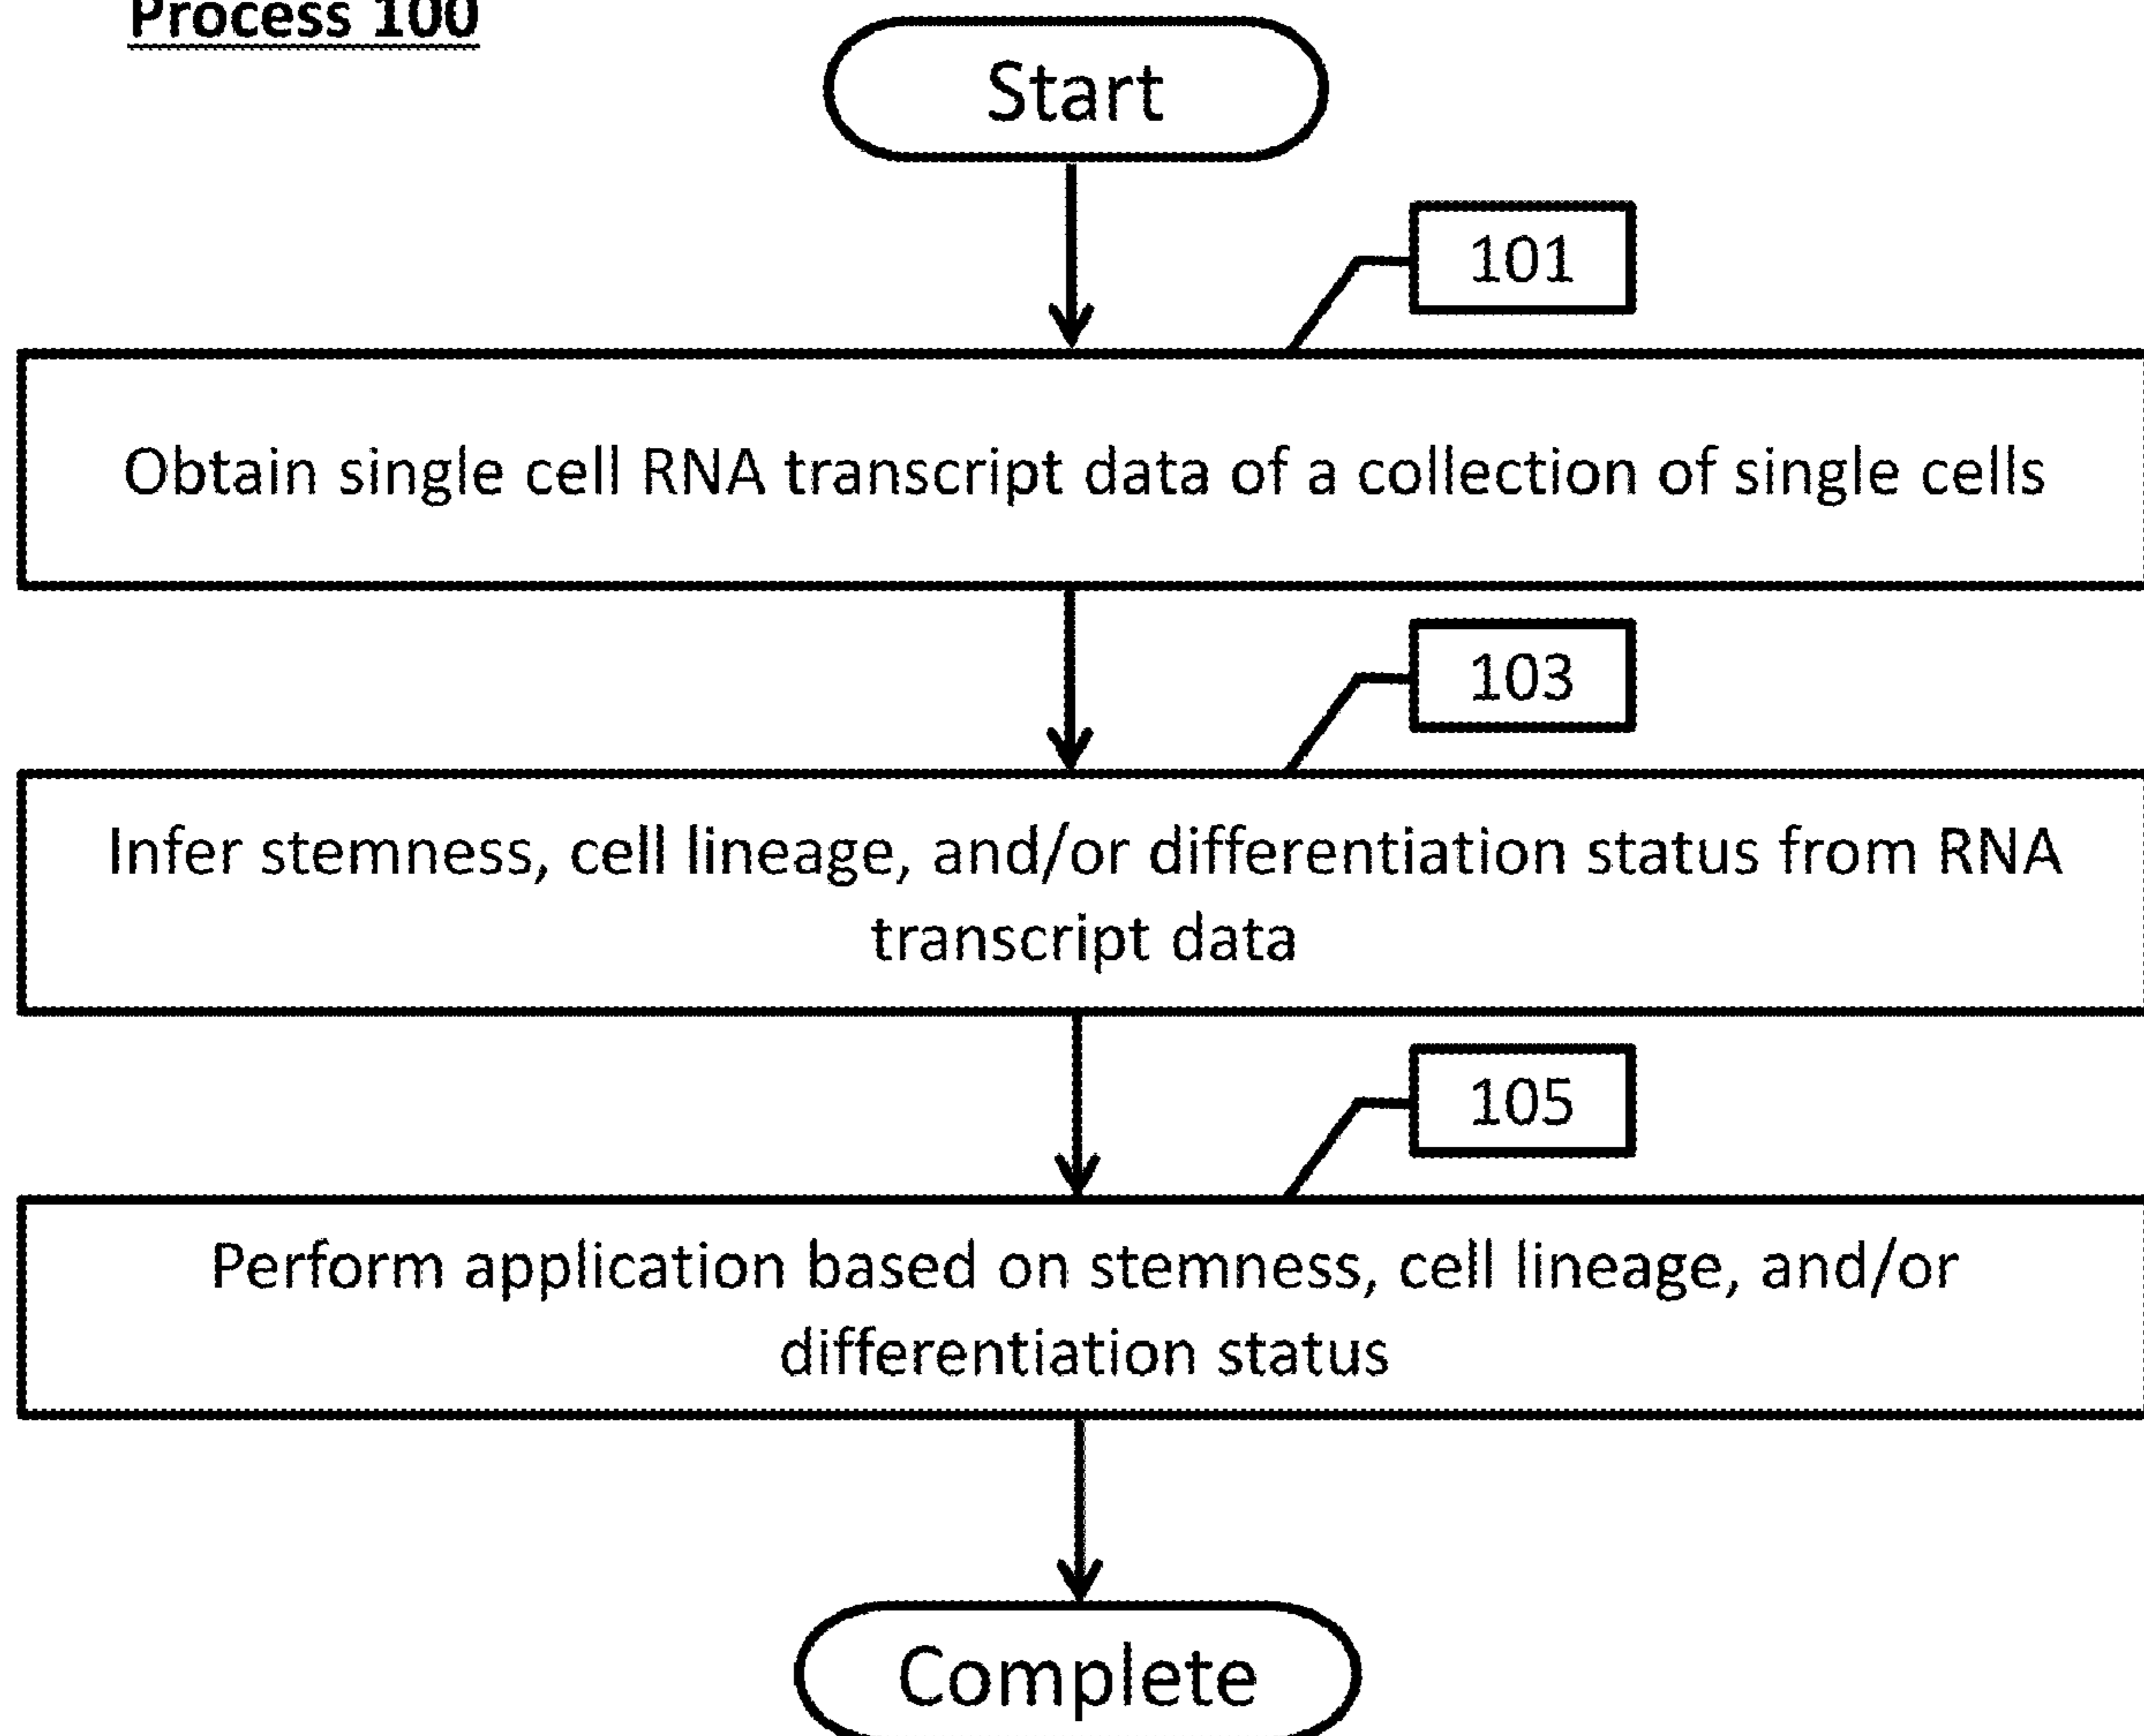 Process 100
Start
101
Obtain single cell RNA transcript data of a collection of single cells
103
Infer stemness, cell lineage, and/or differentiation status from RNA
transcript data
105
Perform application based on stemness, cell lineage, and/or
differentiation status
Complete